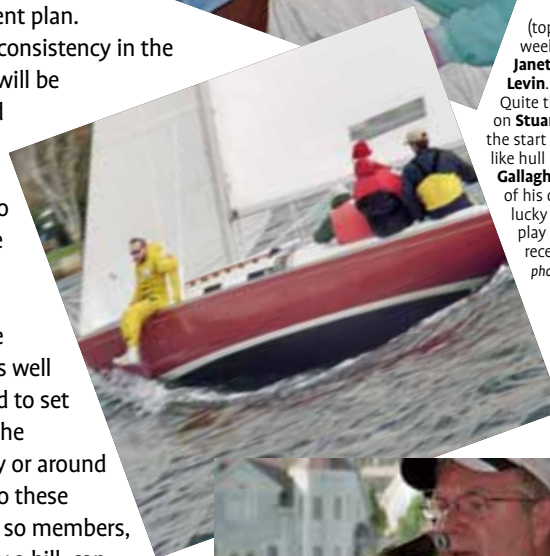 ent plan.
consistency in the
will be
d
o
e
e
s well
d to set
he
y or around
o these
so members,
(top
week
Janet
Levin.
Quite th
on Stuar
the start
like hull
Gallagh
of his c
lucky
play
rece
pho